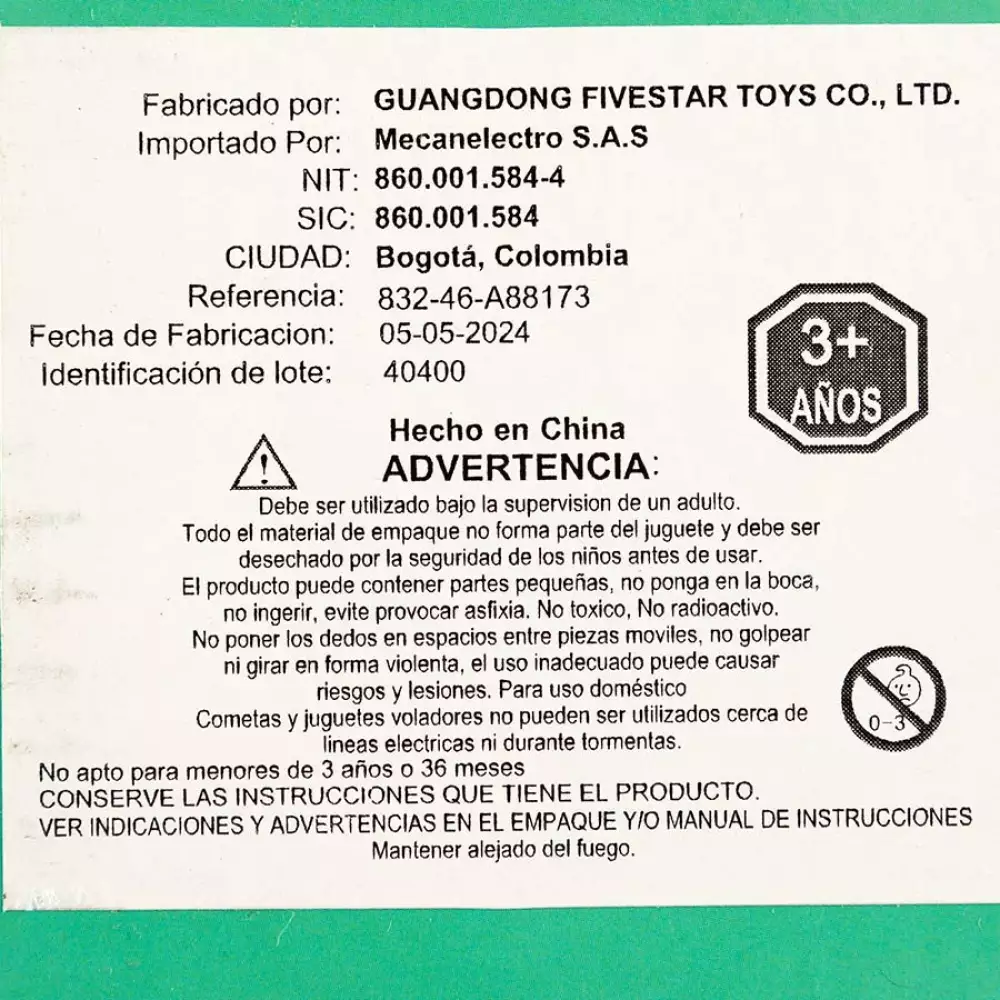 Fabricado por: GUANGDONG FIVESTAR TOYS CO., LTD.
Importado Por: Mecanelectro S.A.S
NIT: 860.001.584-4
SIC: 860.001.584
CIUDAD: Bogotá, Colombia
Referencia: 832-46-A88173
Fecha de Fabricacion: 05-05-2024
Identificación de lote: 40400
3+
AÑOS
Hecho en China
ADVERTENCIA:
Debe ser utilizado bajo la supervision de un adulto.
Todo el material de empaque no forma parte del juguete y debe ser
desechado por la seguridad de los niños antes de usar.
El producto puede contener partes pequeñas, no ponga en la boca,
no ingerir, evite provocar asfixia. No toxico, No radioactivo.
No poner los dedos en espacios entre piezas moviles, no golpear
ni girar en forma violenta, el uso inadecuado puede causar
riesgos y lesiones. Para uso doméstico
Cometas y juguetes voladores no pueden ser utilizados cerca de
lineas electricas ni durante tormentas.
0-3
No apto para menores de 3 años o 36 meses
CONSERVE LAS INSTRUCCIONES QUE TIENE EL PRODUCTO.
VER INDICACIONES Y ADVERTENCIAS EN EL EMPAQUE Y/O MANUAL DE INSTRUCCIONES
Mantener alejado del fuego.